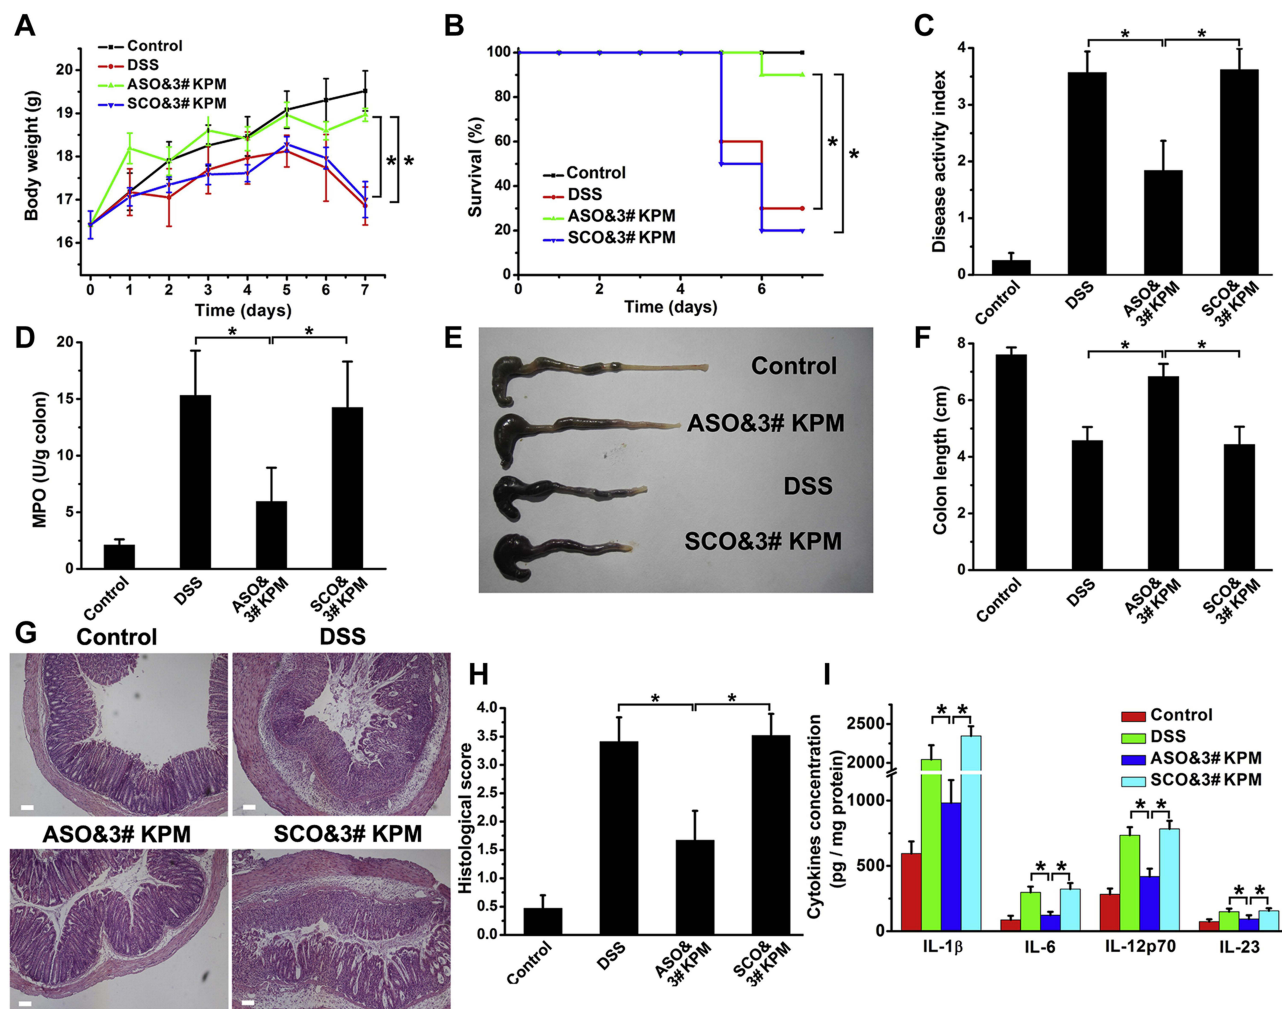 A
Control
DSS
ASO&3# KPM
SCO&3# KPM
Body weight (g)
20
19
18
17
16
0 1 2 3 4 5 6 7
Time (days)
*
*
B
Survival (%)
100
80
60
40
20
0
0 2 4 6
Time (days)
Control
DSS
ASO&3# KPM
SCO&3# KPM
*
*
C
Disease activity index
4
3
2
1
0
* *
Control
DSS
ASO&
3# KPM
SCO&
3# KPM
D
MPO (U/g colon)
20
15
10
5
0
* *
Control
DSS
ASO&
3# KPM
SCO&
3# KPM
E
Control
ASO&3# KPM
DSS
SCO&3# KPM
F
Colon length (cm)
8
6
4
2
0
* *
Control
DSS
ASO&
3# KPM
SCO&
3# KPM
G
Control
DSS
ASO&3# KPM
SCO&3# KPM
H
Histological score
4.0
3.5
3.0
2.5
2.0
1.5
1.0
0.5
0.0
* *
Control
DSS
ASO&
3# KPM
SCO&
3# KPM
I
Cytokines concentration
(pg / mg protein)
2500
2000
1000
500
0
* *
* *
* *
* *
Control
DSS
ASO&3# KPM
SCO&3# KPM
IL-1β IL-6 IL-12p70 IL-23